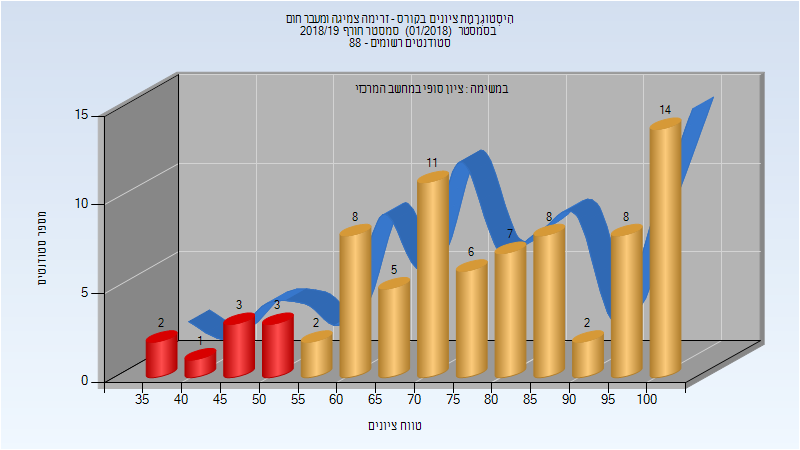 היסטוגרמת ציונים בקורס - זרימה צמיגה ומעבר חום
בסמסטר (01/2018) סמסטר חורף 2018/19
סטודנטים רשומים - 88
במשימה : ציון סופי במחשב המרכזי
מספר סטודנטים
15
10
5
0
2
1
3
3
2
8
5
11
6
7
8
2
8
14
35 40 45 50 55 60 65 70 75 80 85 90 95 100
טווח ציונים